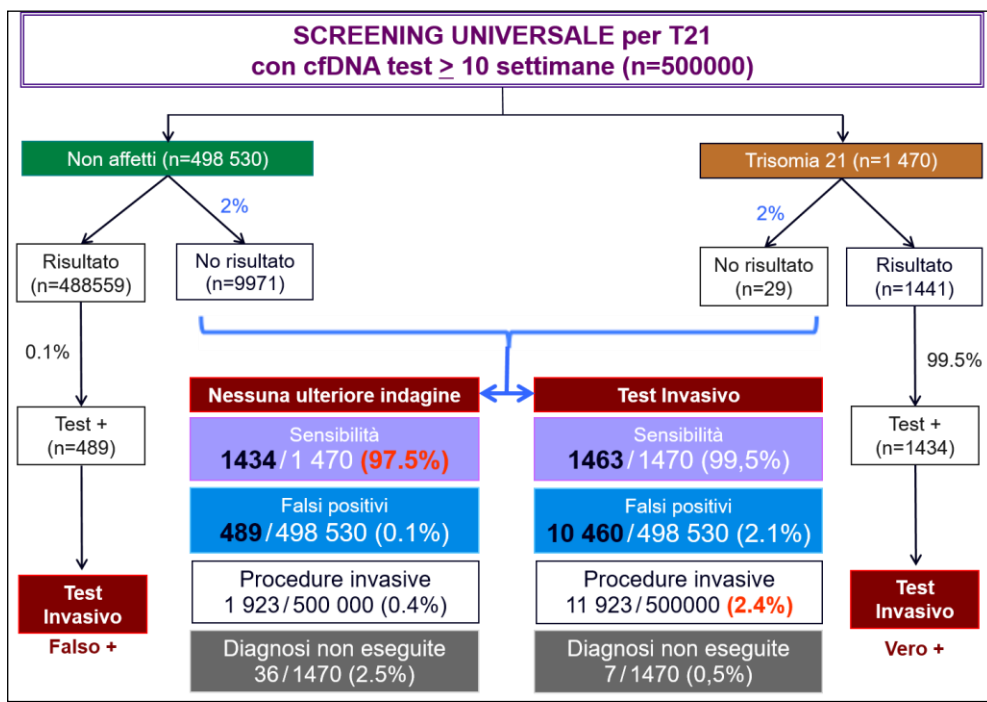 SCREENING UNIVERSALE per T21
con cfDNA test ≥ 10 settimane (n=500000)
Non affetti (n=498 530)
Trisomia 21 (n=1 470)
2%
2%
Risultato
(n=488559)
No risultato
(n=9971)
No risultato
(n=29)
Risultato
(n=1441)
0.1%
99.5%
Nessuna ulteriore indagine
Test Invasivo
Test +
(n=489)
Sensibilità
1434/1 470 (97.5%)
Sensibilità
1463/1470 (99,5%)
Test +
(n=1434)
Falsi positivi
489/498 530 (0.1%)
Falsi positivi
10 460/498 530 (2.1%)
Procedure invasive
1 923/500 000 (0.4%)
Procedure invasive
11 923/500000 (2.4%)
Test
Invasivo
Falso +
Test
Invasivo
Vero +
Diagnosi non eseguite
36/1470 (2.5%)
Diagnosi non eseguite
7/1470 (0,5%)